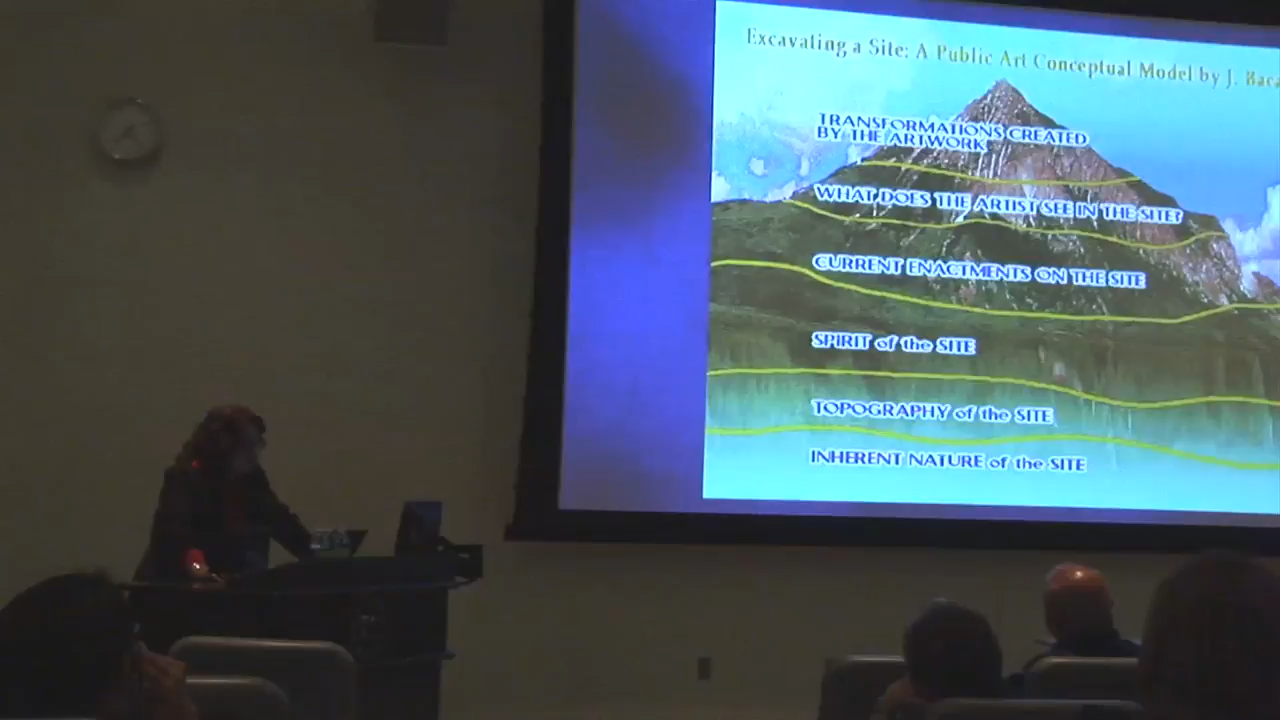 Excavating a Site: A Public Art Conceptual Model by J. Baca
TRANSFORMATIONS CREATED
BY THE ARTWORK
WHAT DOES THE ARTIST SEE IN THE SITE?
CURRENT ENACTMENTS ON THE SITE
SPIRIT of the SITE
TOPOGRAPHY of the SITE
INHERENT NATURE of the SITE